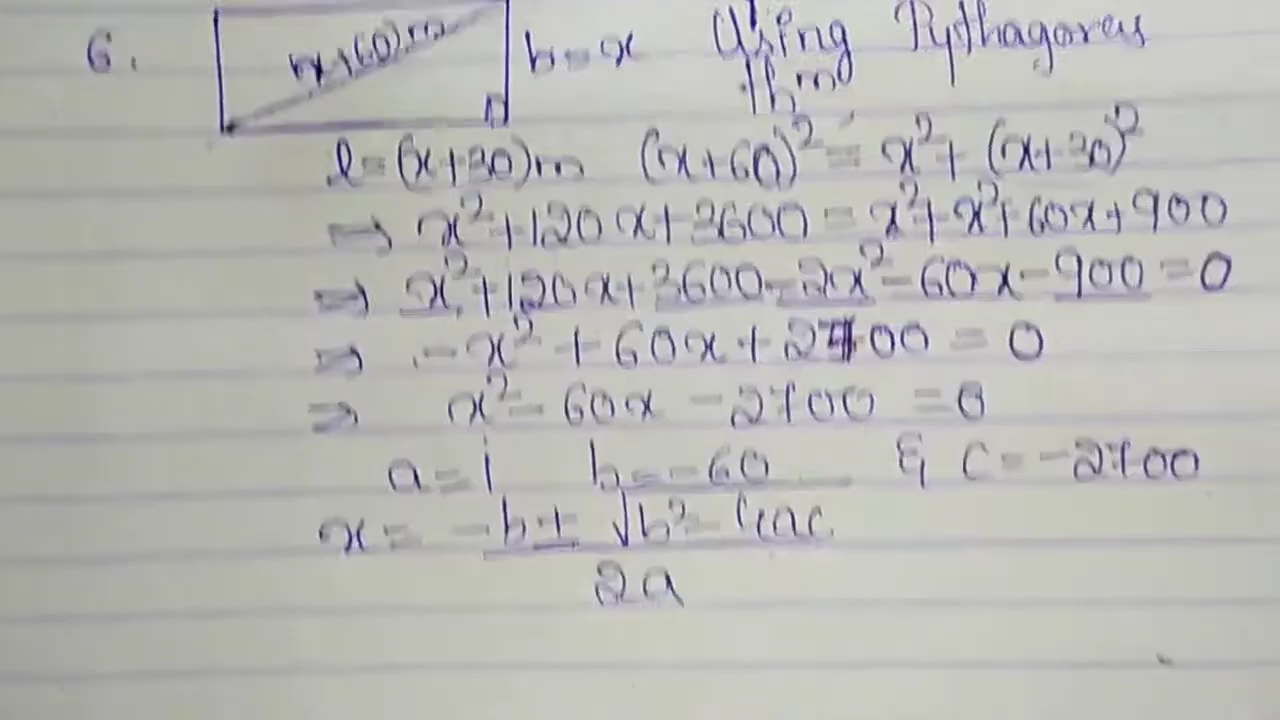 6. (x+60)m b=x Using Pythagoras
thm
l=(x+30)m (x+60)² = x²+(x+30)²
⇒ x²+120x+3600 = x²+x²+60x+900
⇒ x²+120x+3600-2x²-60x-900=0
⇒ -x²+60x+2700=0
⇒ x²-60x-2700=0
a=1 b=-60 & c=-2700
x= -b±√b²-4ac
2a